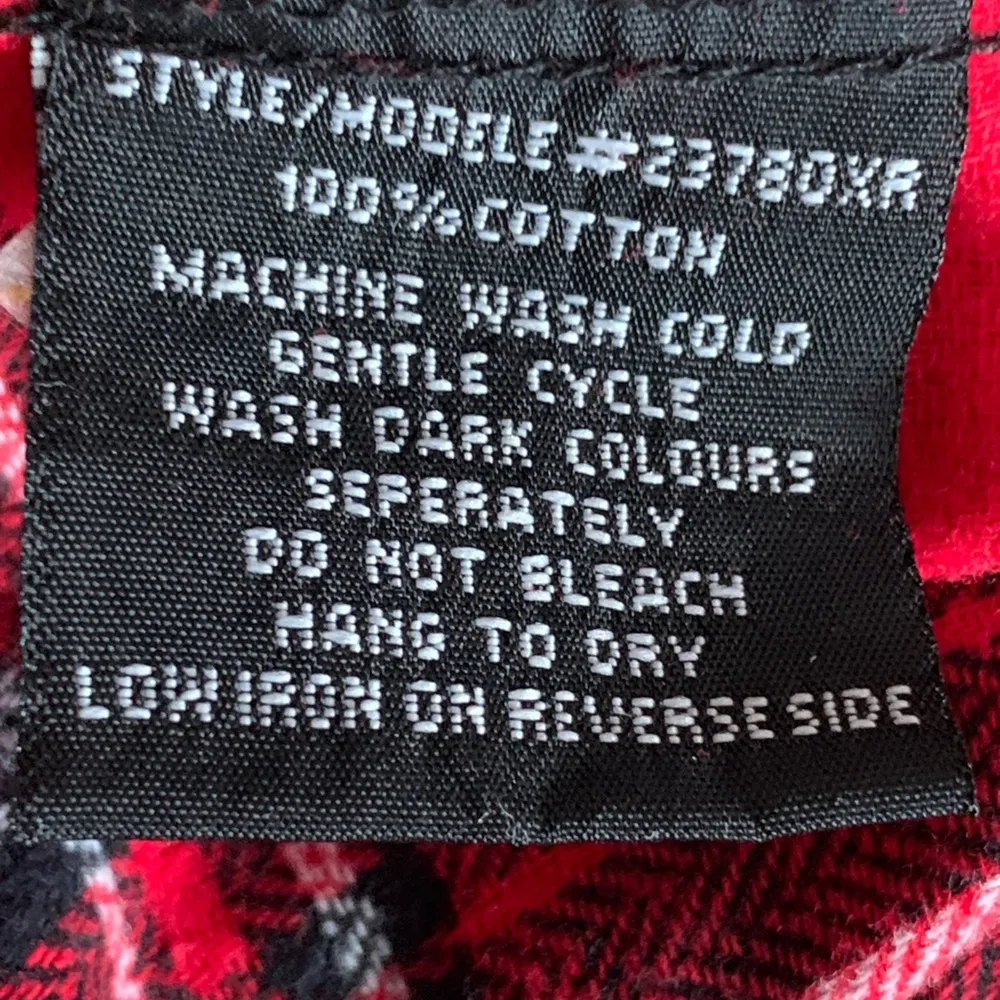 STYLE/MODELE #23780XR
100% COTTON
MACHINE WASH COLD
GENTLE CYCLE
WASH DARK COLOURS
SEPERATELY
DO NOT BLEACH
HANG TO DRY
LOW IRON ON REVERSE SIDE